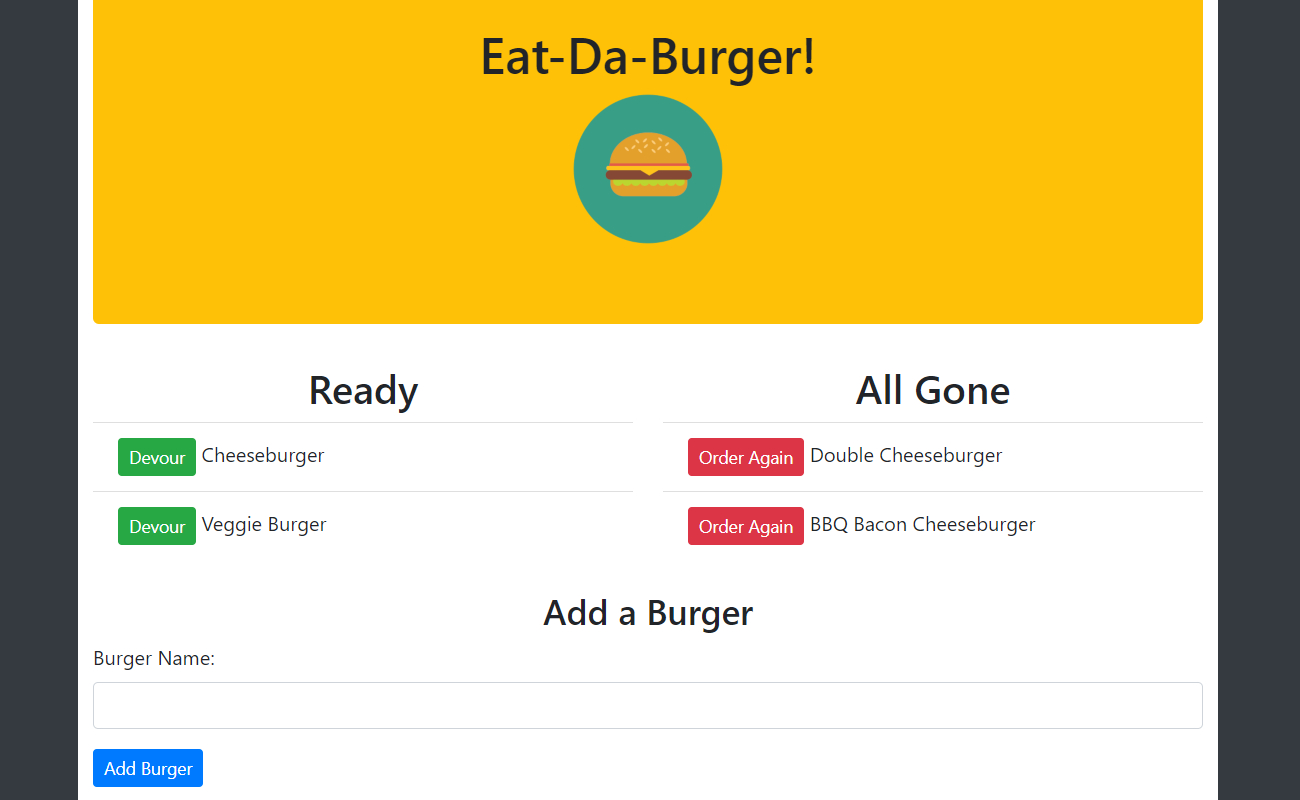 Eat-Da-Burger!
Ready
Devour Cheeseburger
Devour Veggie Burger
All Gone
Order Again Double Cheeseburger
Order Again BBQ Bacon Cheeseburger
Add a Burger
Burger Name:
Add Burger